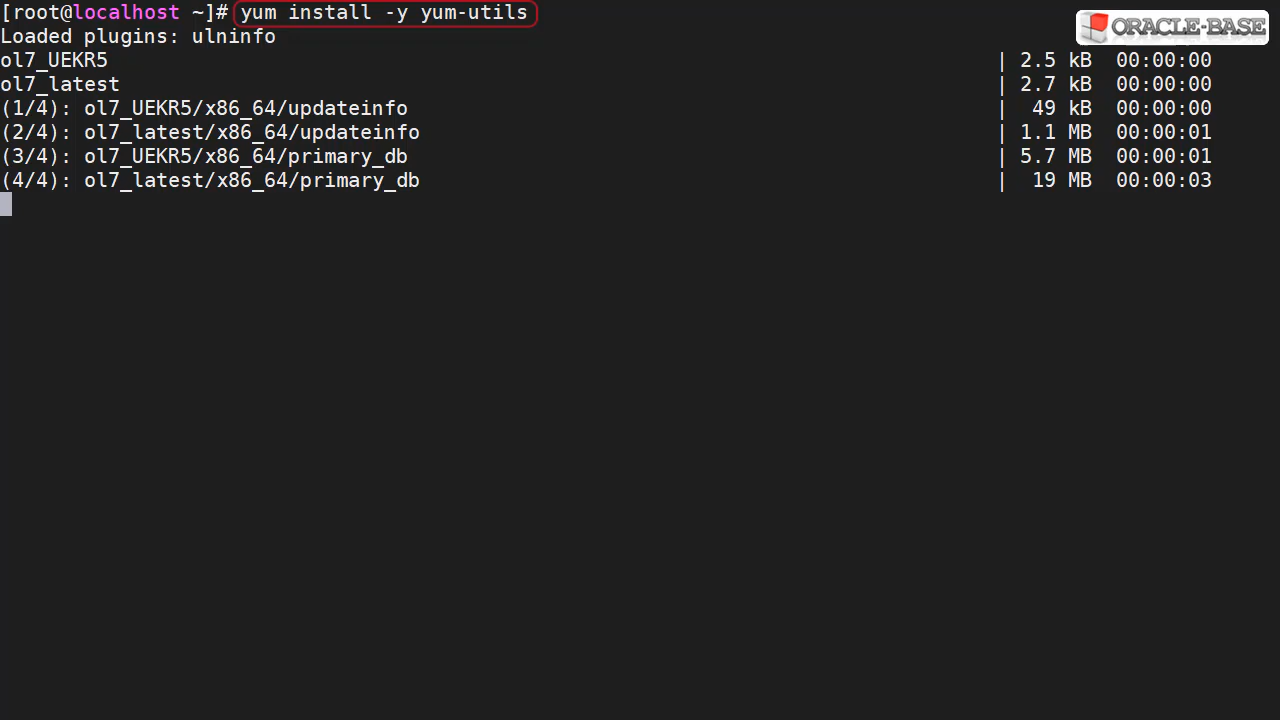 [root@localhost ~]# yum install -y yum-utils
ORACLE-BASE
Loaded plugins: ulninfo
ol7_UEKR5 | 2.5 kB 00:00:00
ol7_latest | 2.7 kB 00:00:00
(1/4): ol7_UEKR5/x86_64/updateinfo | 49 kB 00:00:00
(2/4): ol7_latest/x86_64/updateinfo | 1.1 MB 00:00:01
(3/4): ol7_UEKR5/x86_64/primary_db | 5.7 MB 00:00:01
(4/4): ol7_latest/x86_64/primary_db | 19 MB 00:00:03